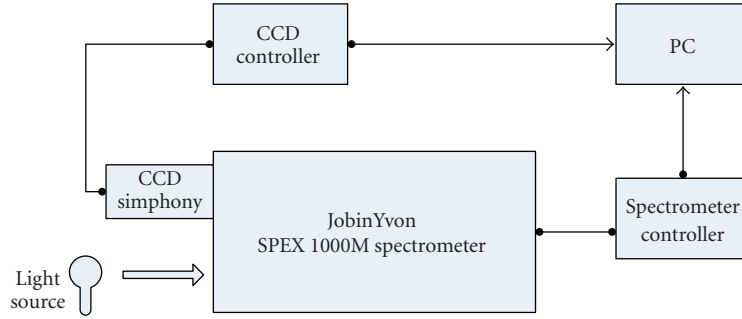 CCD
controller
PC
CCD
simphony
JobinYvon
SPEX 1000M spectrometer
Spectrometer
controller
Light
source